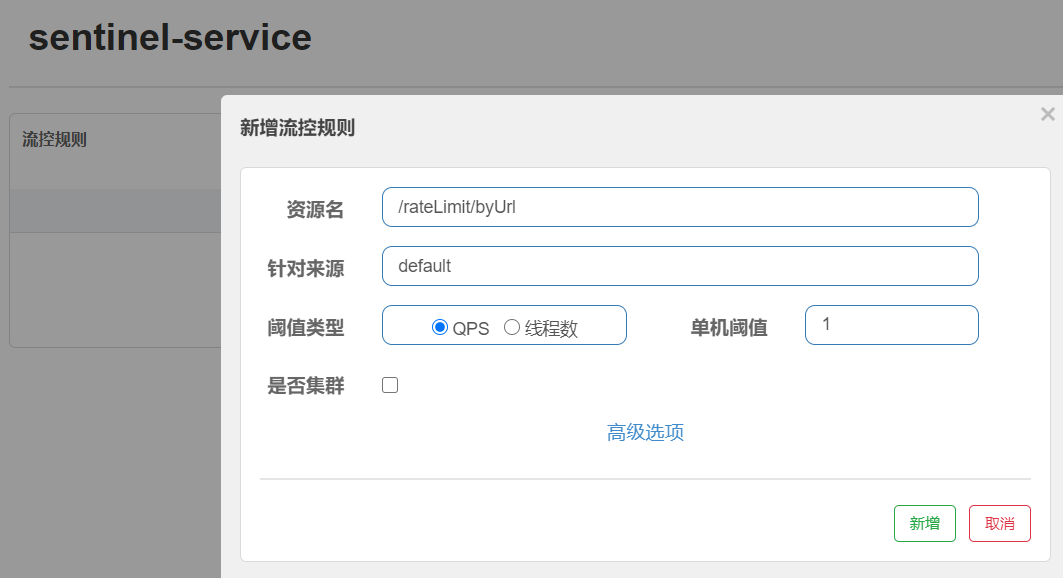 sentinel-service
流控规则
新增流控规则
×
资源名 /rateLimit/byUrl
针对来源 default
阈值类型 QPS 线程数 单机阈值 1
是否集群
高级选项
新增 取消